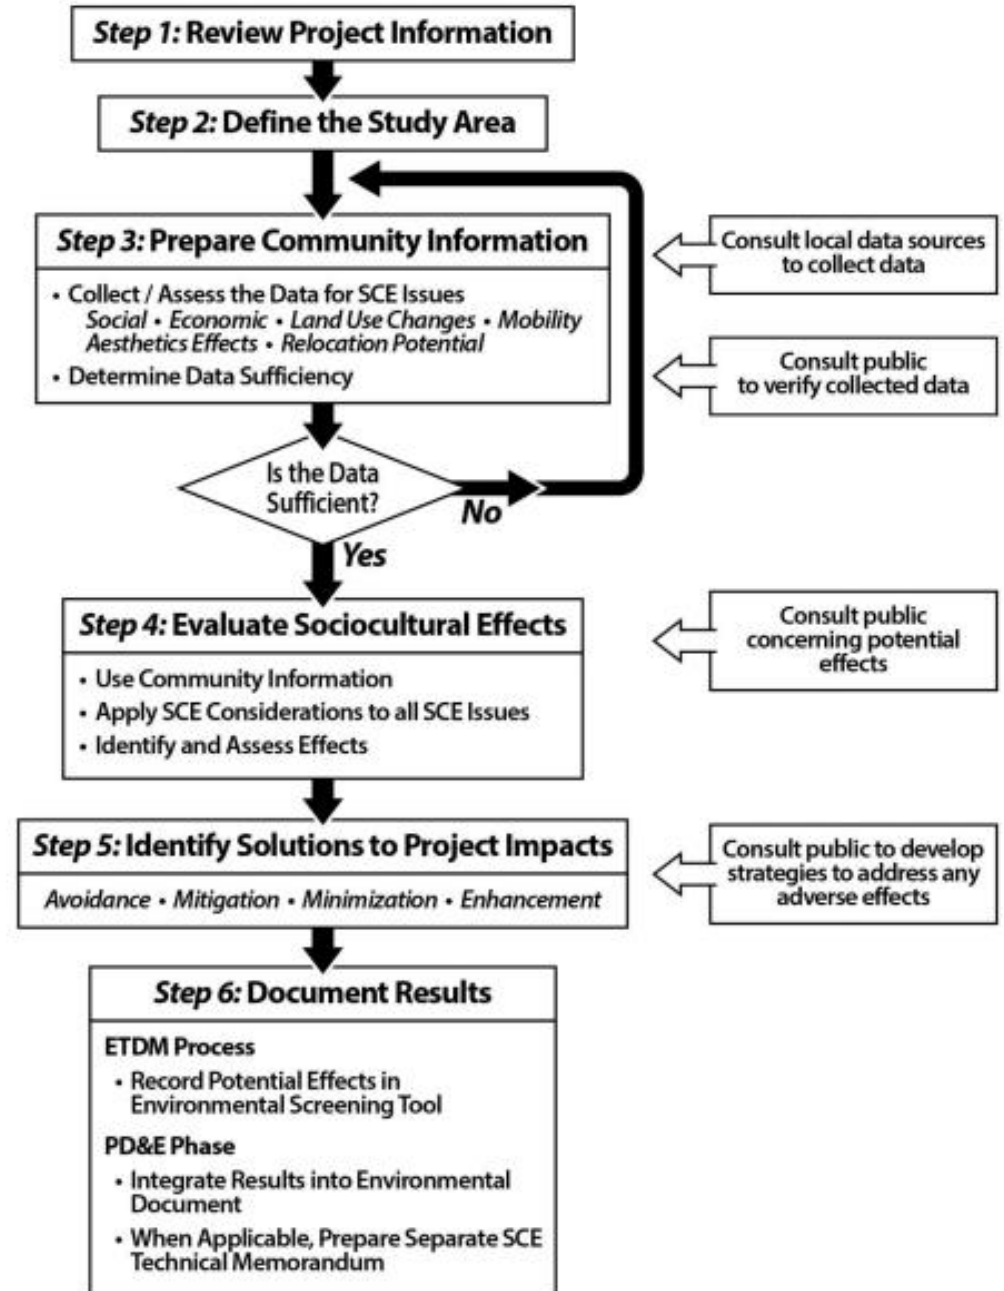 Step 1: Review Project Information
Step 2: Define the Study Area
Step 3: Prepare Community Information
• Collect / Assess the Data for SCE Issues
Social • Economic • Land Use Changes • Mobility
Aesthetics Effects • Relocation Potential
• Determine Data Sufficiency
Consult local data sources
to collect data
Consult public
to verify collected data
Is the Data
Sufficient?
No
Yes
Step 4: Evaluate Sociocultural Effects
• Use Community Information
• Apply SCE Considerations to all SCE Issues
• Identify and Assess Effects
Consult public
concerning potential
effects
Step 5: Identify Solutions to Project Impacts
Avoidance • Mitigation • Minimization • Enhancement
Consult public to develop
strategies to address any
adverse effects
Step 6: Document Results
ETDM Process
• Record Potential Effects in
Environmental Screening Tool
PD&E Phase
• Integrate Results into Environmental
Document
• When Applicable, Prepare Separate SCE
Technical Memorandum